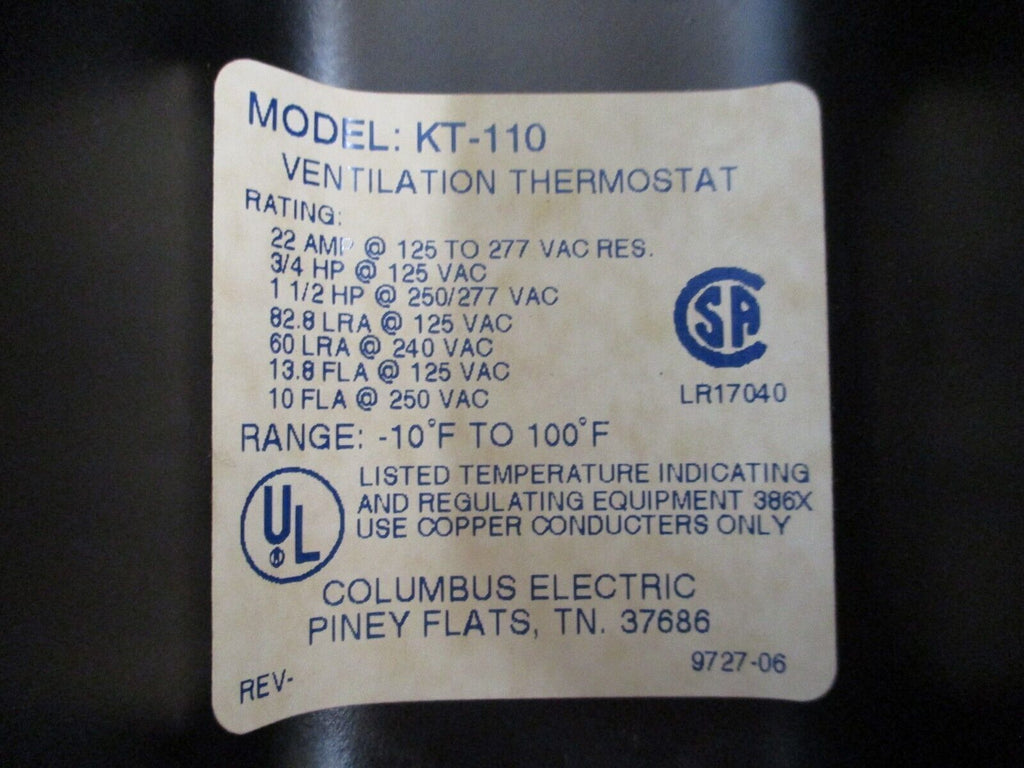 MODEL: KT-110
VENTILATION THERMOSTAT
RATING:
22 AMP @ 125 TO 277 VAC RES.
3/4 HP @ 125 VAC
1 1/2 HP @ 250/277 VAC
82.8 LRA @ 125 VAC
60 LRA @ 240 VAC
13.8 FLA @ 125 VAC
10 FLA @ 250 VAC
CSA
LR17040
RANGE: -10°F TO 100°F
UL®
LISTED TEMPERATURE INDICATING
AND REGULATING EQUIPMENT 386X
USE COPPER CONDUCTERS ONLY
COLUMBUS ELECTRIC
PINEY FLATS, TN. 37686
9727-06
REV-